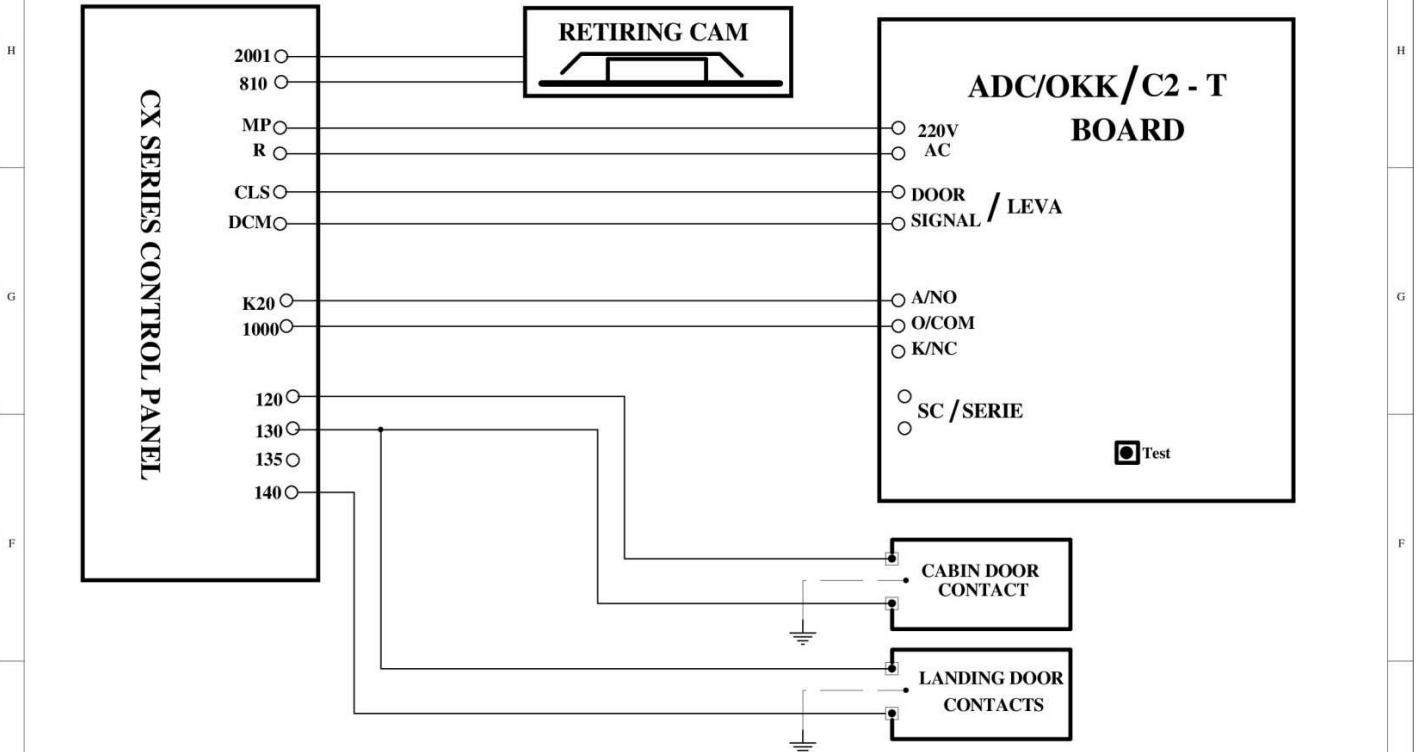 H
H
RETIRING CAM
2001
810
ADC/OKK/C2 - T
BOARD
CX SERIES CONTROL PANEL
MP
220V
R
AC
CLS
DOOR
DCM
SIGNAL / LEVA
G
G
K20
A/NO
1000
O/COM
K/NC
120
SC / SERIE
130
135
Test
140
F
F
CABIN DOOR
CONTACT
LANDING DOOR
CONTACTS